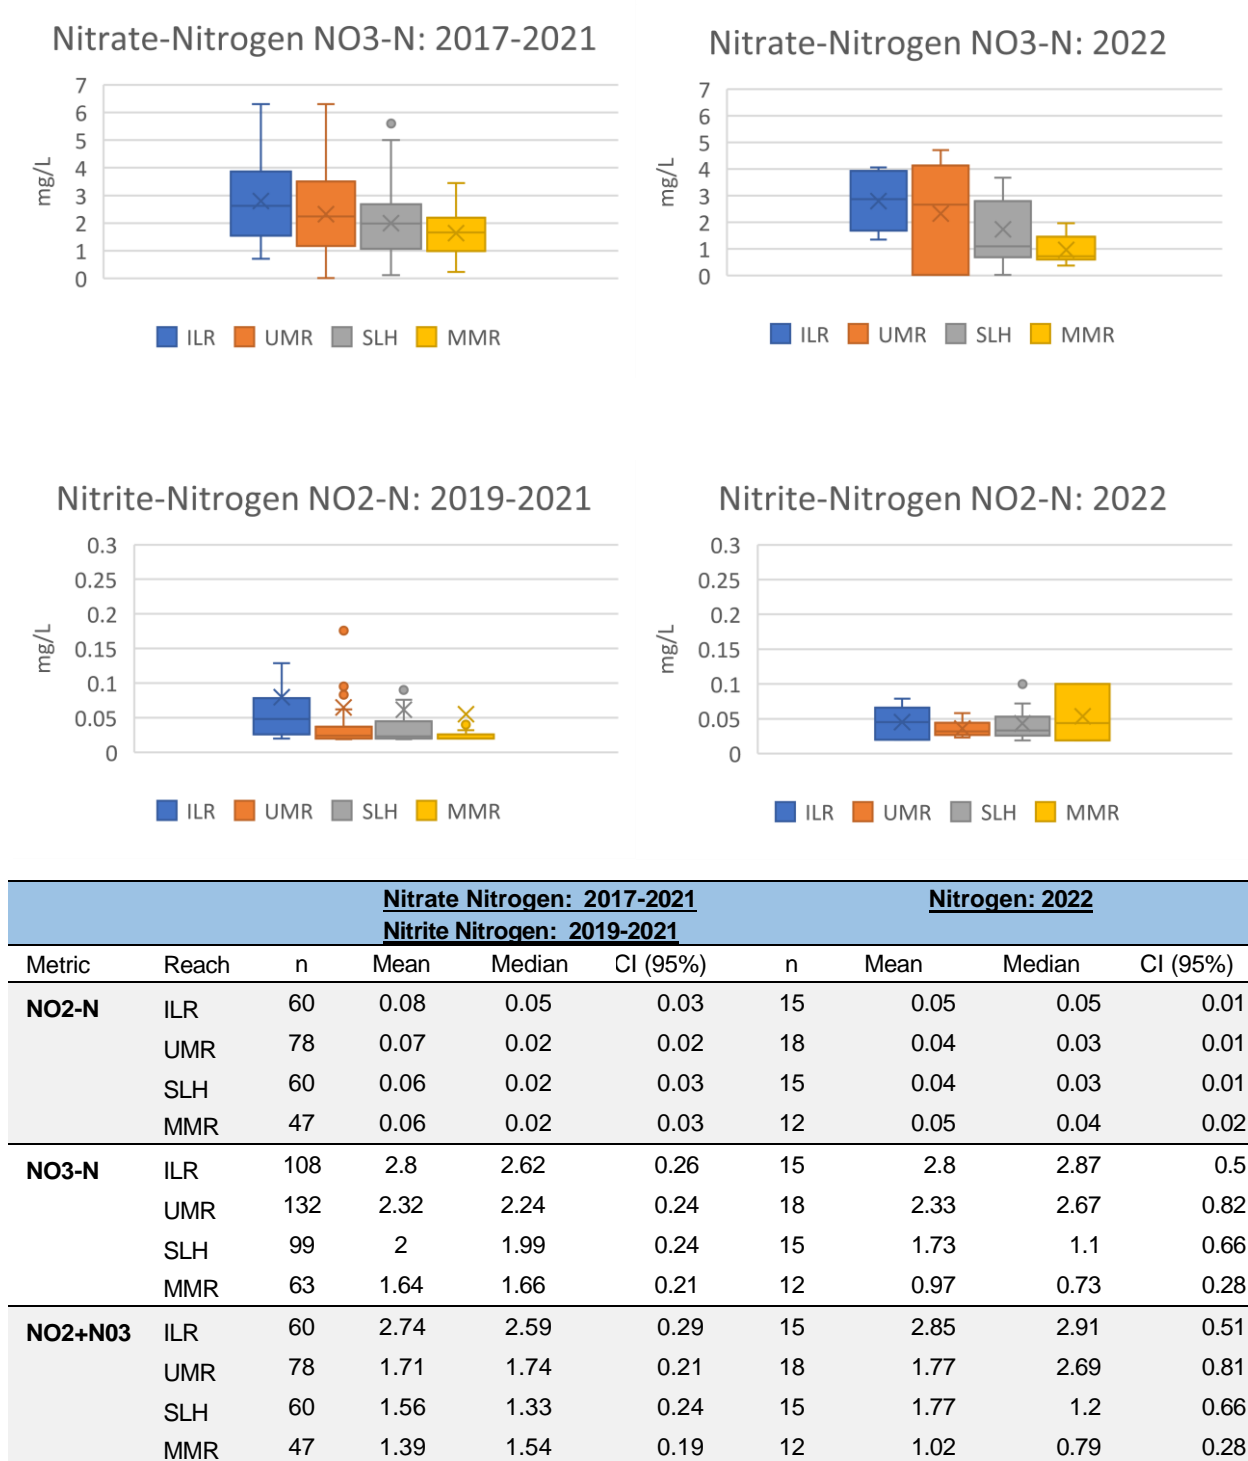 Nitrate-Nitrogen NO3-N: 2017-2021
7
6
5
4
3
2
1
0
mg/L
ILR UMR SLH MMR
Nitrate-Nitrogen NO3-N: 2022
7
6
5
4
3
2
1
0
mg/L
ILR UMR SLH MMR
Nitrite-Nitrogen NO2-N: 2019-2021
0.3
0.25
0.2
0.15
0.1
0.05
0
mg/L
ILR UMR SLH MMR
Nitrite-Nitrogen NO2-N: 2022
0.3
0.25
0.2
0.15
0.1
0.05
0
mg/L
ILR UMR SLH MMR
Nitrate Nitrogen: 2017-2021 Nitrogen: 2022
Nitrite Nitrogen: 2019-2021
Metric Reach n Mean Median CI (95%) n Mean Median CI (95%)
NO2-N ILR 60 0.08 0.05 0.03 15 0.05 0.05 0.01
UMR 78 0.07 0.02 0.02 18 0.04 0.03 0.01
SLH 60 0.06 0.02 0.03 15 0.04 0.03 0.01
MMR 47 0.06 0.02 0.03 12 0.05 0.04 0.02
NO3-N ILR 108 2.8 2.62 0.26 15 2.8 2.87 0.5
UMR 132 2.32 2.24 0.24 18 2.33 2.67 0.82
SLH 99 2 1.99 0.24 15 1.73 1.1 0.66
MMR 63 1.64 1.66 0.21 12 0.97 0.73 0.28
NO2+N03 ILR 60 2.74 2.59 0.29 15 2.85 2.91 0.51
UMR 78 1.71 1.74 0.21 18 1.77 2.69 0.81
SLH 60 1.56 1.33 0.24 15 1.77 1.2 0.66
MMR 47 1.39 1.54 0.19 12 1.02 0.79 0.28